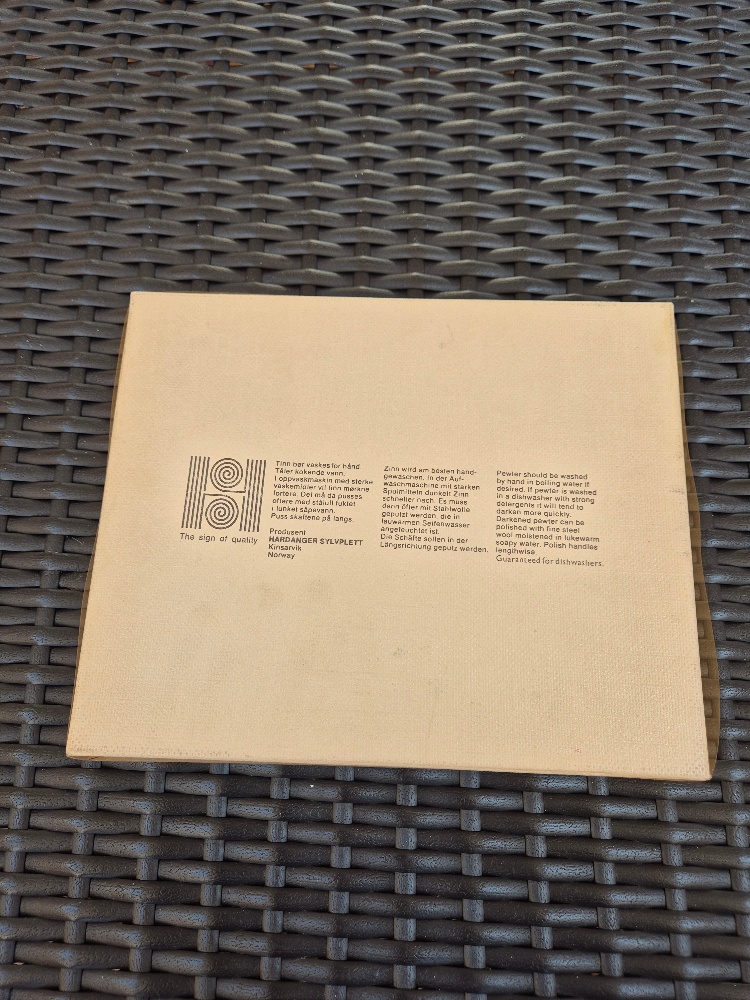 The sign of quality
Tinn bør vaskes for hånd.
Tåler kokende vann.
I oppvaskmaskin med sterke
vaskemidler vil tinn mørkne
fortere. Det må da pusses
oftere med stålull fuktet
i lunket såpevann.
Puss skaftene på langs.
Produsent
HARDANGER SYLVPLETT
Kinsarvik
Norway
Zinn wird am besten hand-
gewaschen. In der Auf-
waschmaschine mit starken
Spülmitteln dunkelt Zinn
schneller nach. Es muss
dann öfter mit Stahlwolle
geputzt werden, die in
lauwarmen Seifenwasser
angefeuchtet ist.
Die Schäfte sollen in der
Längsrichtung geputz werden.
Pewter should be washed
by hand in boiling water if
desired. If pewter is washed
in a dishwasher with strong
detergents it will tend to
darken more quickly.
Darkened pewter can be
polished with fine steel
wool moistened in lukewarm
soapy water. Polish handles
lengthwise.
Guaranteed for dishwashers.